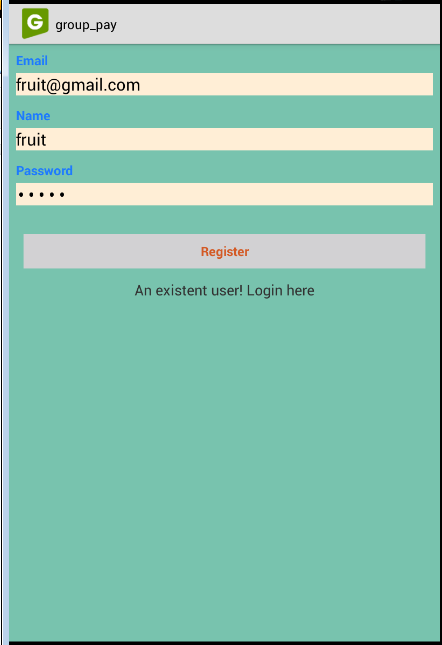 G
group_pay
Email
fruit@gmail.com
Name
fruit
Password
•••••
Register
An existent user! Login here